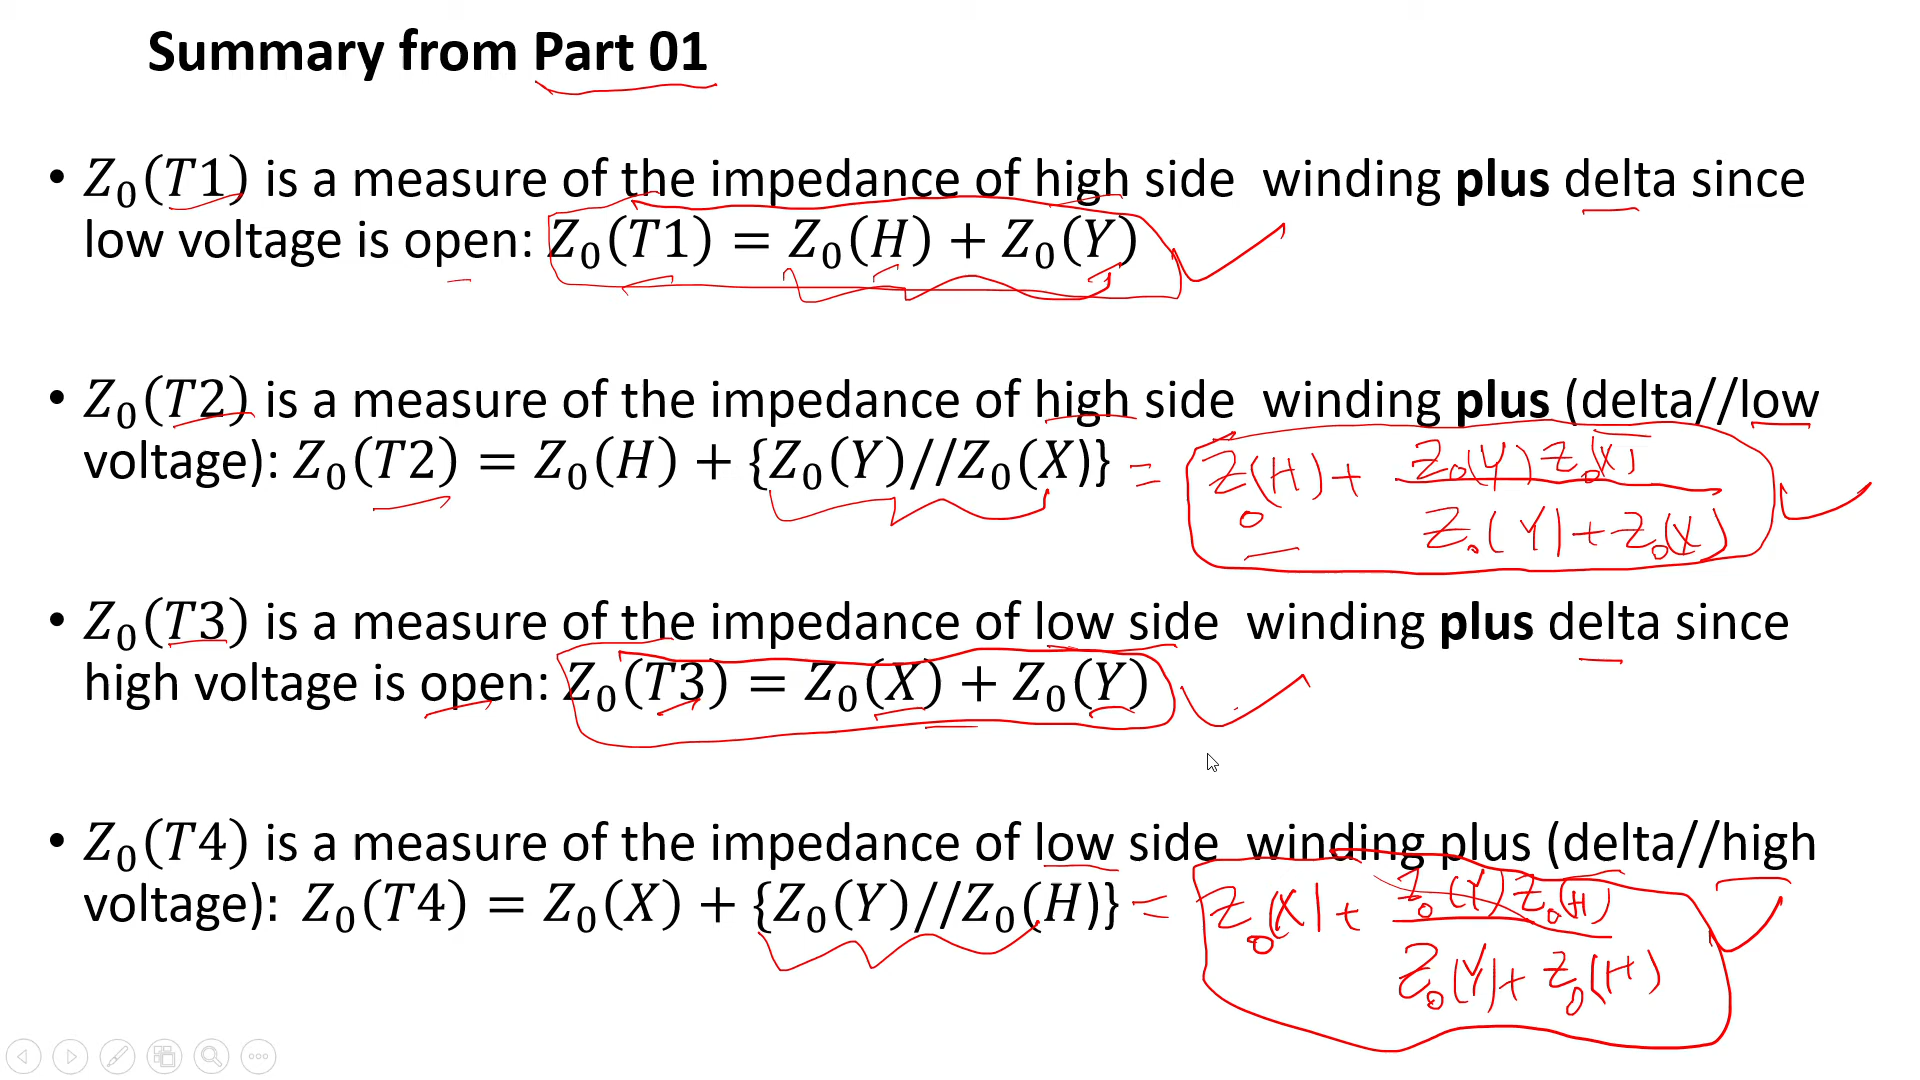 Summary from Part 01
• Z₀(T1) is a measure of the impedance of high side winding plus delta since
low voltage is open: Z₀(T1) = Z₀(H) + Z₀(Y)
• Z₀(T2) is a measure of the impedance of high side winding plus (delta//low
voltage): Z₀(T2) = Z₀(H) + {Z₀(Y)//Z₀(X)} = Z₀(H) + Z₀(Y) Z₀(X)
Z₀(Y) + Z₀(X)
• Z₀(T3) is a measure of the impedance of low side winding plus delta since
high voltage is open: Z₀(T3) = Z₀(X) + Z₀(Y)
• Z₀(T4) is a measure of the impedance of low side winding plus (delta//high
voltage): Z₀(T4) = Z₀(X) + {Z₀(Y)//Z₀(H)} = Z₀(X) + Z₀(Y) Z₀(H)
Z₀(Y) + Z₀(H)